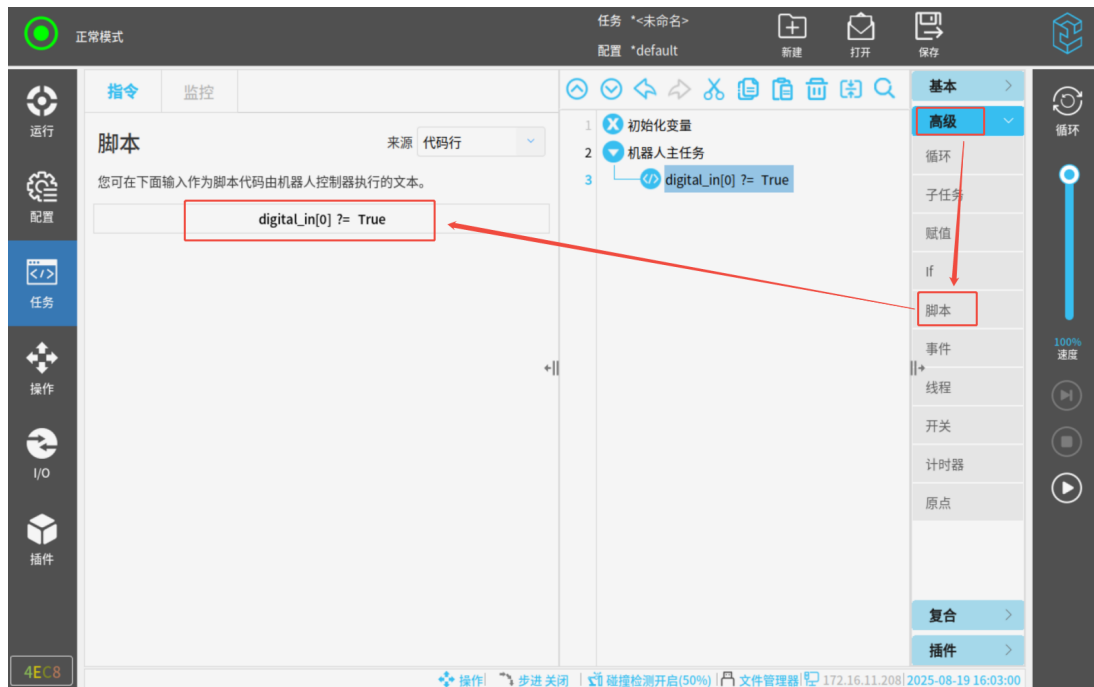 正常模式
任务 *<未命名>
配置 *default
新建
打开
保存
运行
配置
任务
操作
I/O
插件
4EC8
指令
监控
脚本
来源 代码行
您可在下面输入作为脚本代码由机器人控制器执行的文本。
digital_in[0] ?= True
1 初始化变量
2 机器人主任务
3 digital_in[0] ?= True
基本
高级
循环
子任务
赋值
If
脚本
事件
线程
开关
计时器
原点
复合
插件
循环
100%
速度
操作 步进 关闭 碰撞检测开启(50%) 文件管理器 172.16.11.208 2025-08-19 16:03:00